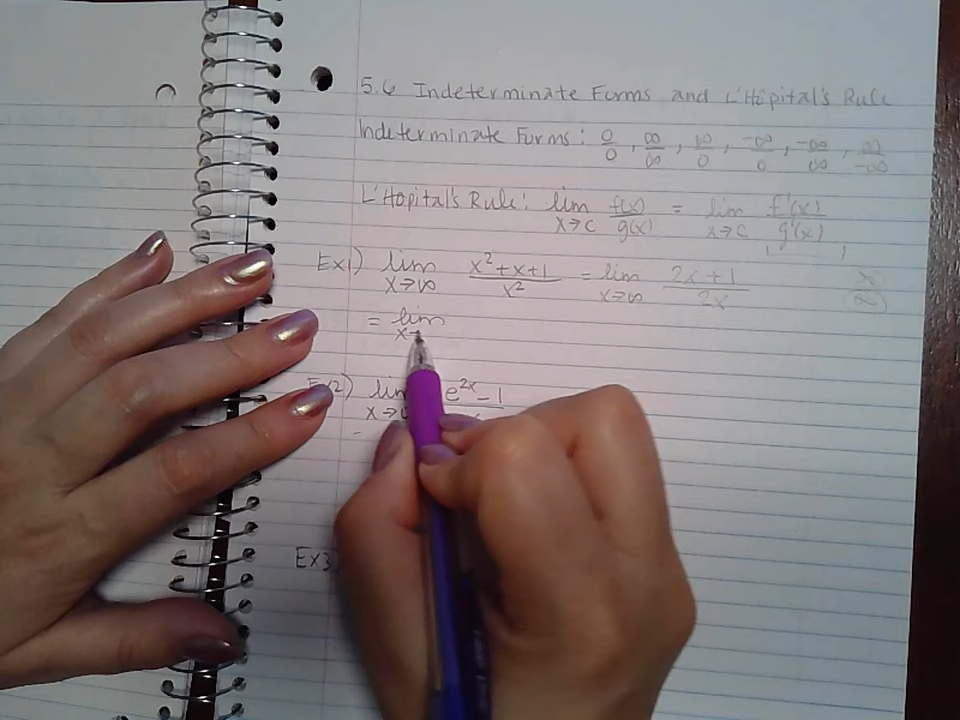 5.6 Indeterminate Forms and L'Hôpital's Rule
Indeterminate Forms: 0/0, ∞/∞, ∞/0, -∞/0, -∞/∞, ∞/-∞
L'Hôpital's Rule: lim x→c f(x)/g(x) = lim x→c f'(x)/g'(x)
Ex1) lim x→∞ (x²+x+1)/x² = lim x→∞ (2x+1)/2x
= lim x→
Ex2) lim x→ e^(2x)-1
Ex3